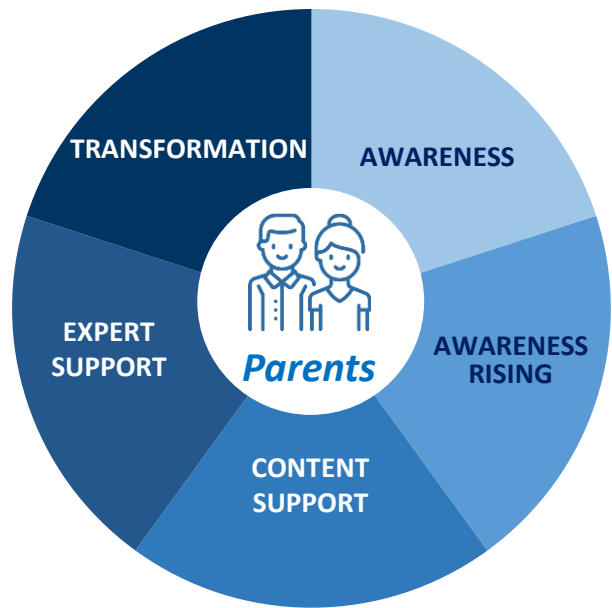 TRANSFORMATION
AWARENESS
EXPERT
SUPPORT
Parents
AWARENESS
RISING
CONTENT
SUPPORT